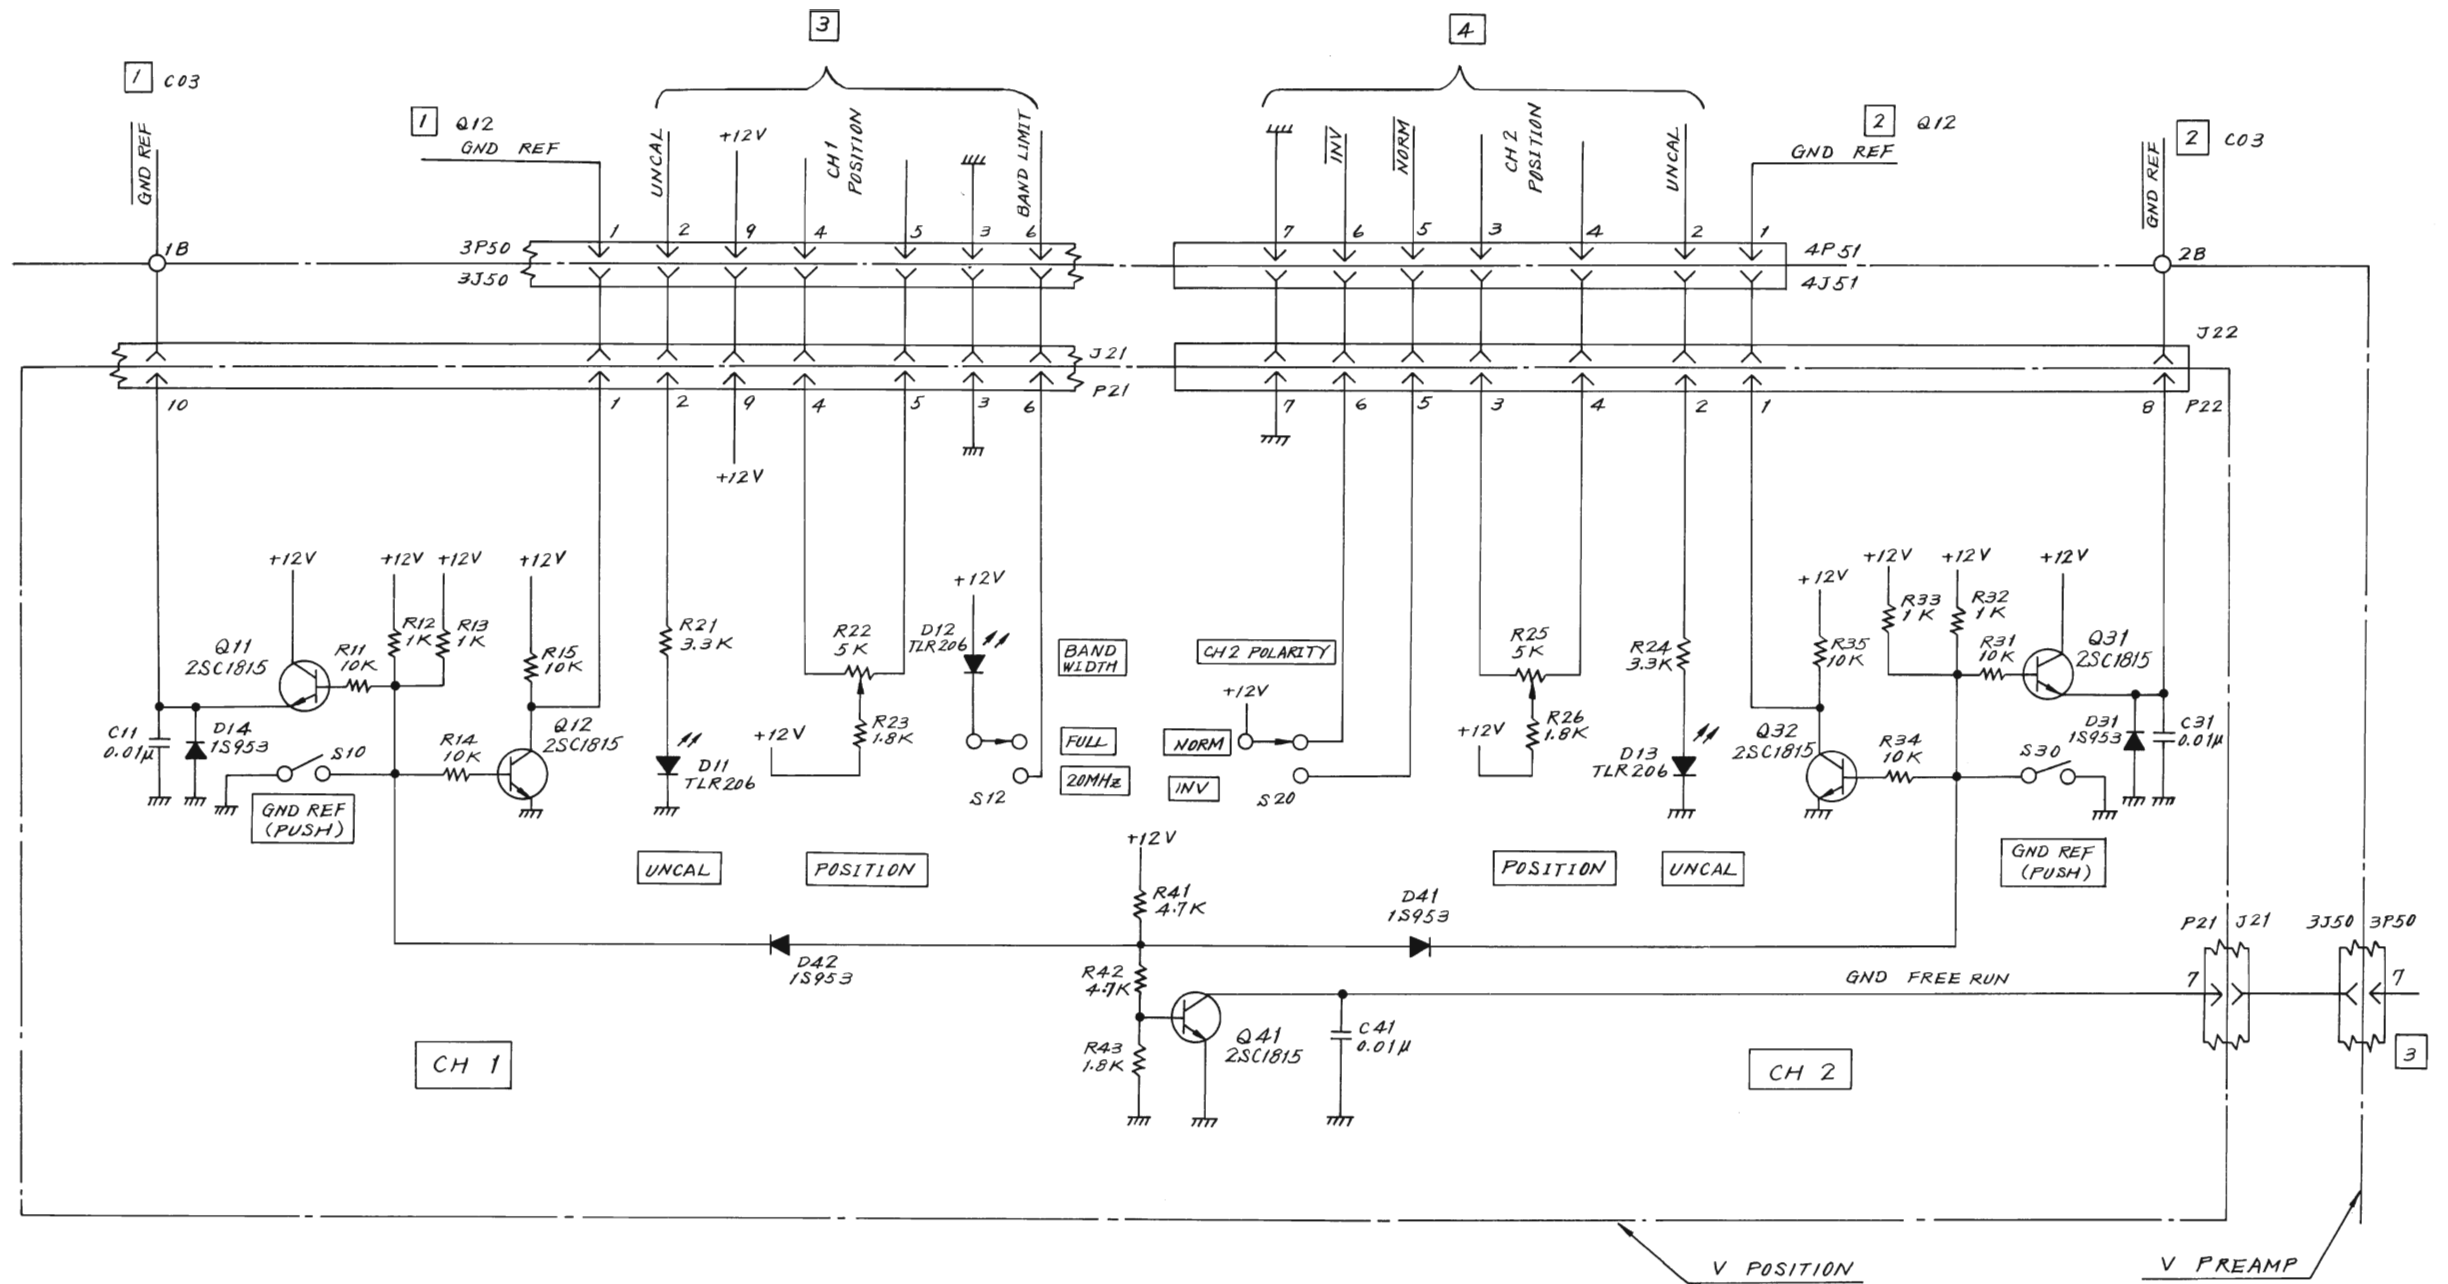 3
4
1 C03
1 Q12
2 Q12
2 C03
GND REF
GND REF
UNCAL
+12V
CH1
POSITION
BAND LIMIT
INV
NORM
CH2
POSITION
UNCAL
GND REF
GND REF
1B
3P50
3J50
1 2 9 4 5 3 6
7 6 5 3 4 2 1
4P51
4J51
2B
J21
P21
J22
P22
10 1 2 9 4 5 3 6
7 6 5 3 4 2 1 8
+12V
+12V
+12V
+12V
+12V
+12V
+12V
+12V
+12V
+12V
Q11
2SC1815
R11
10K
R12
1K
R13
1K
R15
10K
R21
3.3K
R22
5K
D12
TLR206
BAND
WIDTH
CH2 POLARITY
+12V
R25
5K
R24
3.3K
R35
10K
R33
1K
R32
1K
R31
10K
Q31
2SC1815
C11
0.01μ
D14
1S953
S10
R14
10K
Q12
2SC1815
D11
TLR206
+12V
R23
1.8K
FULL
20MHz
S12
NORM
INV
S20
+12V
R26
1.8K
D13
TLR206
Q32
2SC1815
R34
10K
S30
D31
1S953
C31
0.01μ
GND REF
(PUSH)
UNCAL
POSITION
+12V
POSITION
UNCAL
GND REF
(PUSH)
R41
4.7K
D41
1S953
D42
1S953
R42
4.7K
R43
1.8K
Q41
2SC1815
C41
0.01μ
GND FREE RUN
P21 J21
3J50 3P50
7
7
3
CH 1
CH 2
V POSITION
V PREAMP